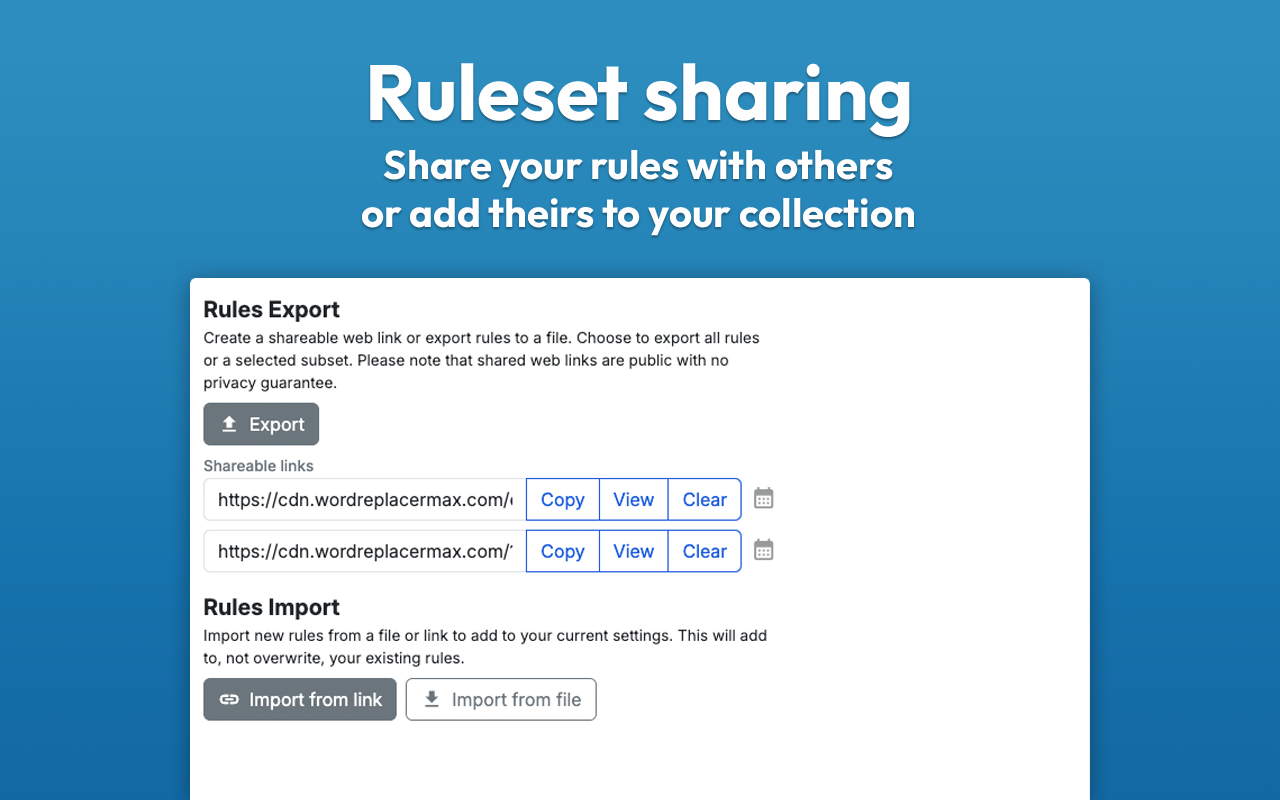 Ruleset sharing
Share your rules with others
or add theirs to your collection
Rules Export
Create a shareable web link or export rules to a file. Choose to export all rules
or a selected subset. Please note that shared web links are public with no
privacy guarantee.
Export
Shareable links
https://cdn.wordreplacermax.com/ Copy View Clear
https://cdn.wordreplacermax.com/ Copy View Clear
Rules Import
Import new rules from a file or link to add to your current settings. This will add
to, not overwrite, your existing rules.
Import from link Import from file